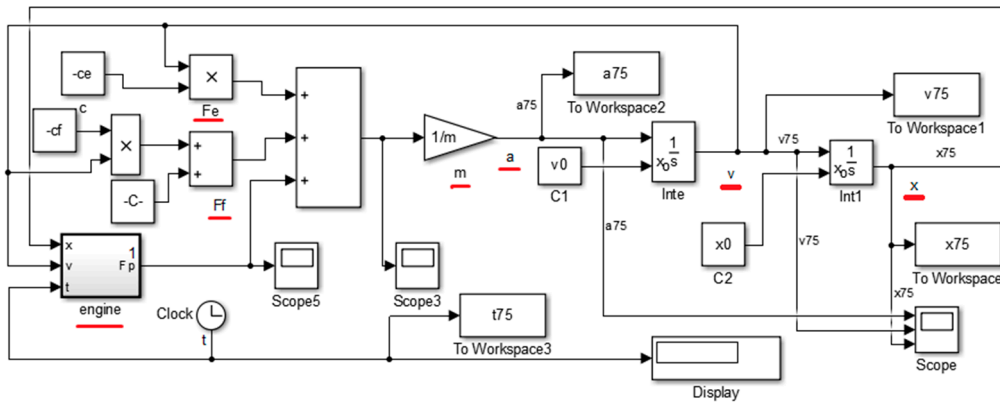 -ce
×
Fe
c
-cf
×
+
+
-C-
Ff
+
+
+
1/m
m
a
a75
a75
To Workspace2
v0
C1
1
x₀ s
Inte
v
v75
v75
To Workspace1
x0
C2
1
x₀ s
Int1
x75
x
x75
To Workspace
a75
v75
x75
Scope
x
v
t
1
Fp
engine
Scope5
Scope3
Clock
t
t75
To Workspace3
Display